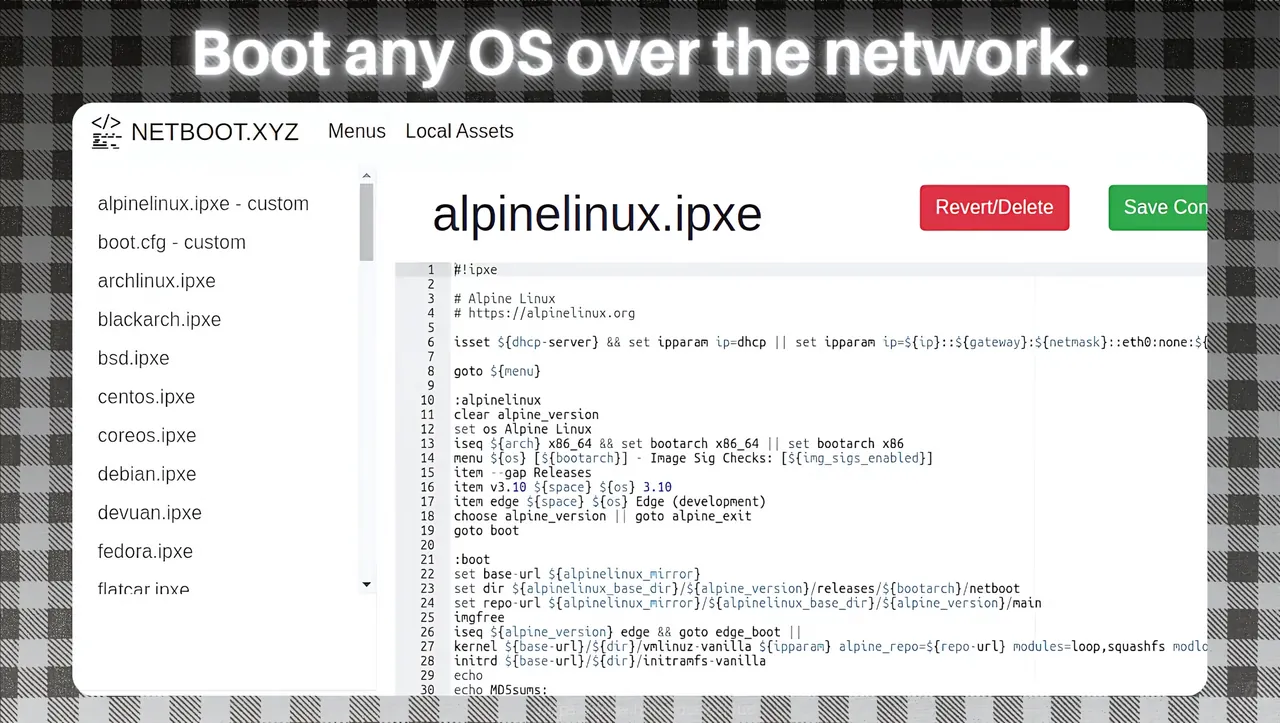 Boot any OS over the network.
NETBOOT.XYZ Menus Local Assets
alpinelinux.ipxe - custom
boot.cfg - custom
archlinux.ipxe
blackarch.ipxe
bsd.ipxe
centos.ipxe
coreos.ipxe
debian.ipxe
devuan.ipxe
fedora.ipxe
flatcar.ipxe
alpinelinux.ipxe
Revert/Delete
Save Con
1 #!ipxe
2
3 # Alpine Linux
4 # https://alpinelinux.org
5
6 isset ${dhcp-server} && set ipparam ip=dhcp || set ipparam ip=${ip}::${gateway}:${netmask}::eth0:none:${
7
8 goto ${menu}
9
10 :alpinelinux
11 clear alpine_version
12 set os Alpine Linux
13 iseq ${arch} x86_64 && set bootarch x86_64 || set bootarch x86
14 menu ${os} [${bootarch}] - Image Sig Checks: [${img_sigs_enabled}]
15 item --gap Releases
16 item v3.10 ${space} ${os} 3.10
17 item edge ${space} ${os} Edge (development)
18 choose alpine_version || goto alpine_exit
19 goto boot
20
21 :boot
22 set base-url ${alpinelinux_mirror}
23 set dir ${alpinelinux_base_dir}/${alpine_version}/releases/${bootarch}/netboot
24 set repo-url ${alpinelinux_mirror}/${alpinelinux_base_dir}/${alpine_version}/main
25 imgfree
26 iseq ${alpine_version} edge && goto edge_boot ||
27 kernel ${base-url}/${dir}/vmlinuz-vanilla ${ipparam} alpine_repo=${repo-url} modules=loop,squashfs modlo
28 initrd ${base-url}/${dir}/initramfs-vanilla
29 echo
30 echo MD5sums: